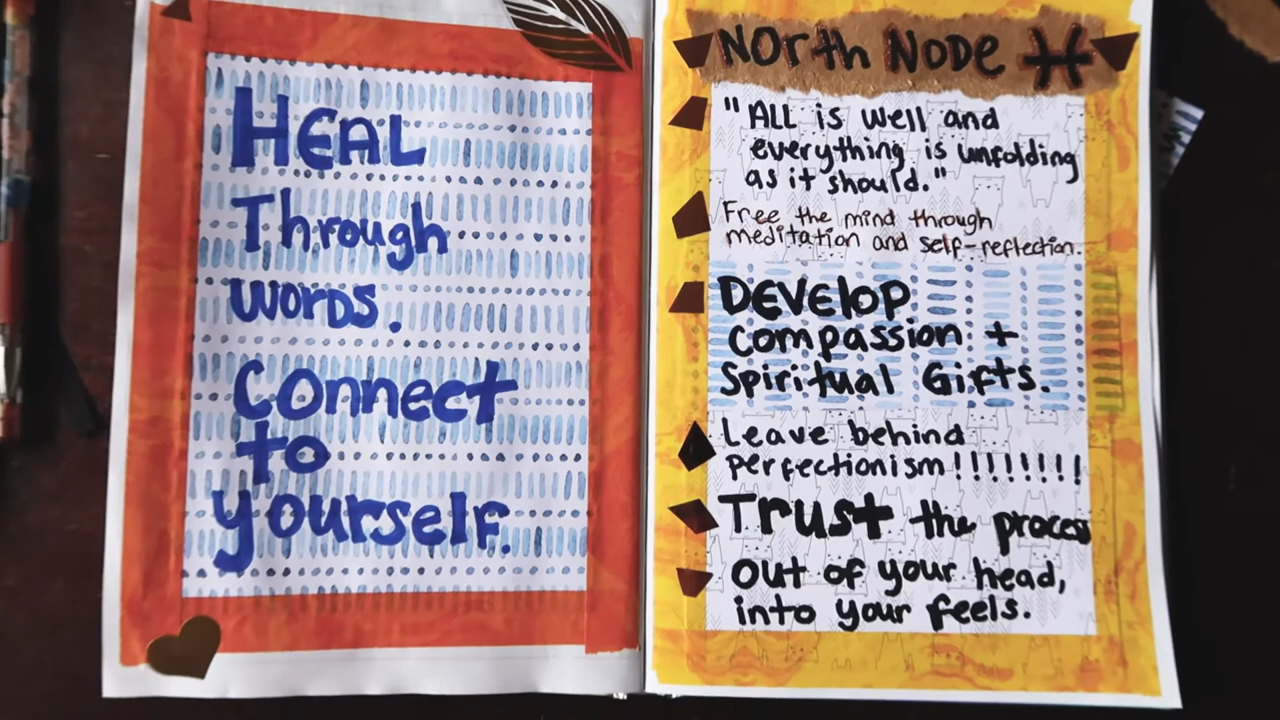 HEAL
Through
words.
Connect
to
yourself.
North Node ♓
"All is well and
everything is unfolding
as it should."
Free the mind through
meditation and self-reflection.
DEVElop
compassion +
Spiritual Gifts.
Leave behind
perfectionism!!!!!!!!
Trust the process
out of your head,
into your feels.